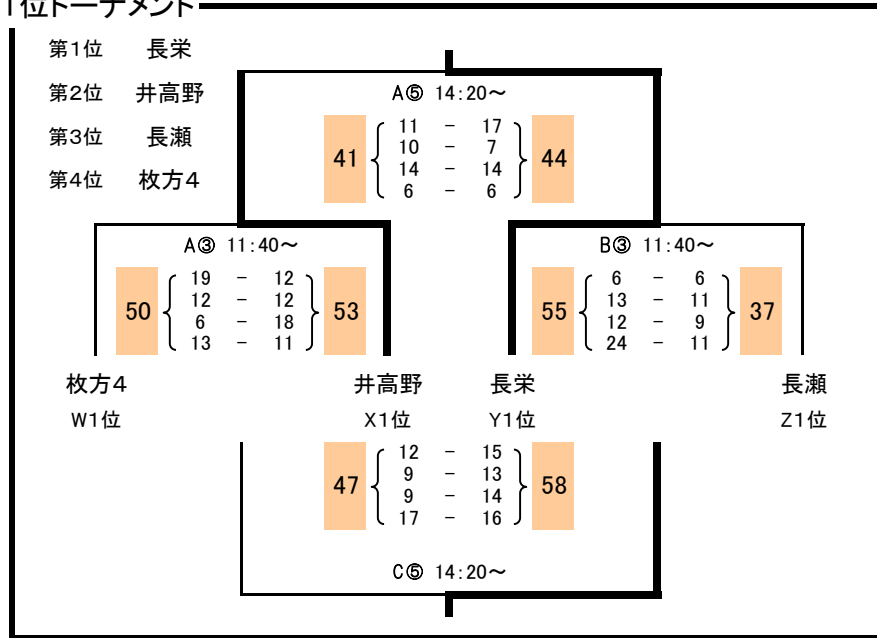 1位トーナメント
第1位 長栄
第2位 井高野
第3位 長瀬
第4位 枚方4
A⑤ 14:20~
41 44
11 - 17
10 - 7
14 - 14
6 - 6
A③ 11:40~
50 53
19 - 12
12 - 12
6 - 18
13 - 11
B③ 11:40~
55 37
6 - 6
13 - 11
12 - 9
24 - 11
枚方4 井高野 長栄 長瀬
W1位 X1位 Y1位 Z1位
47 58
12 - 15
9 - 13
9 - 14
17 - 16
C⑤ 14:20~